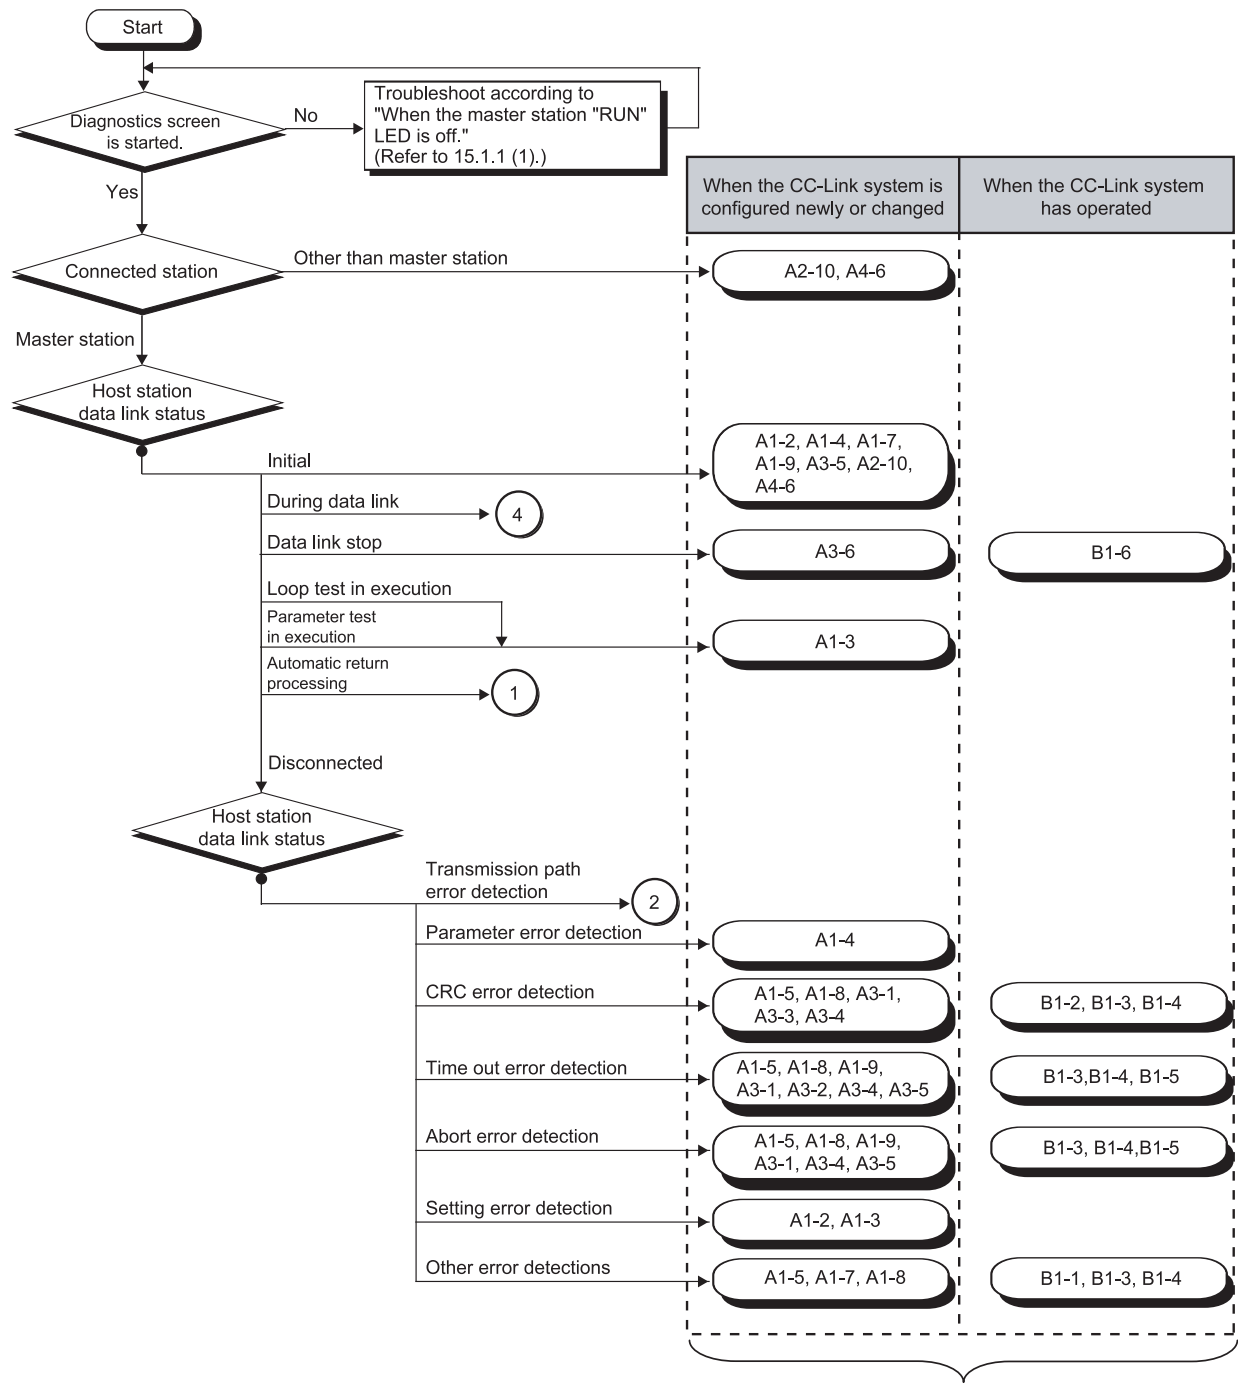 Start
Diagnostics screen
is started.
No
Troubleshoot according to
"When the master station "RUN"
LED is off."
(Refer to 15.1.1 (1).)
Yes
When the CC-Link system is
configured newly or changed
When the CC-Link system
has operated
Connected station
Other than master station
A2-10, A4-6
Master station
Host station
data link status
Initial
A1-2, A1-4, A1-7,
A1-9, A3-5, A2-10,
A4-6
During data link
4
Data link stop
A3-6
B1-6
Loop test in execution
Parameter test
in execution
A1-3
Automatic return
processing
1
Disconnected
Host station
data link status
Transmission path
error detection
2
Parameter error detection
A1-4
CRC error detection
A1-5, A1-8, A3-1,
A3-3, A3-4
B1-2, B1-3, B1-4
Time out error detection
A1-5, A1-8, A1-9,
A3-1, A3-2, A3-4, A3-5
B1-3,B1-4, B1-5
Abort error detection
A1-5, A1-8, A1-9,
A3-1, A3-4, A3-5
B1-3, B1-4,B1-5
Setting error detection
A1-2, A1-3
Other error detections
A1-5, A1-7, A1-8
B1-1, B1-3, B1-4